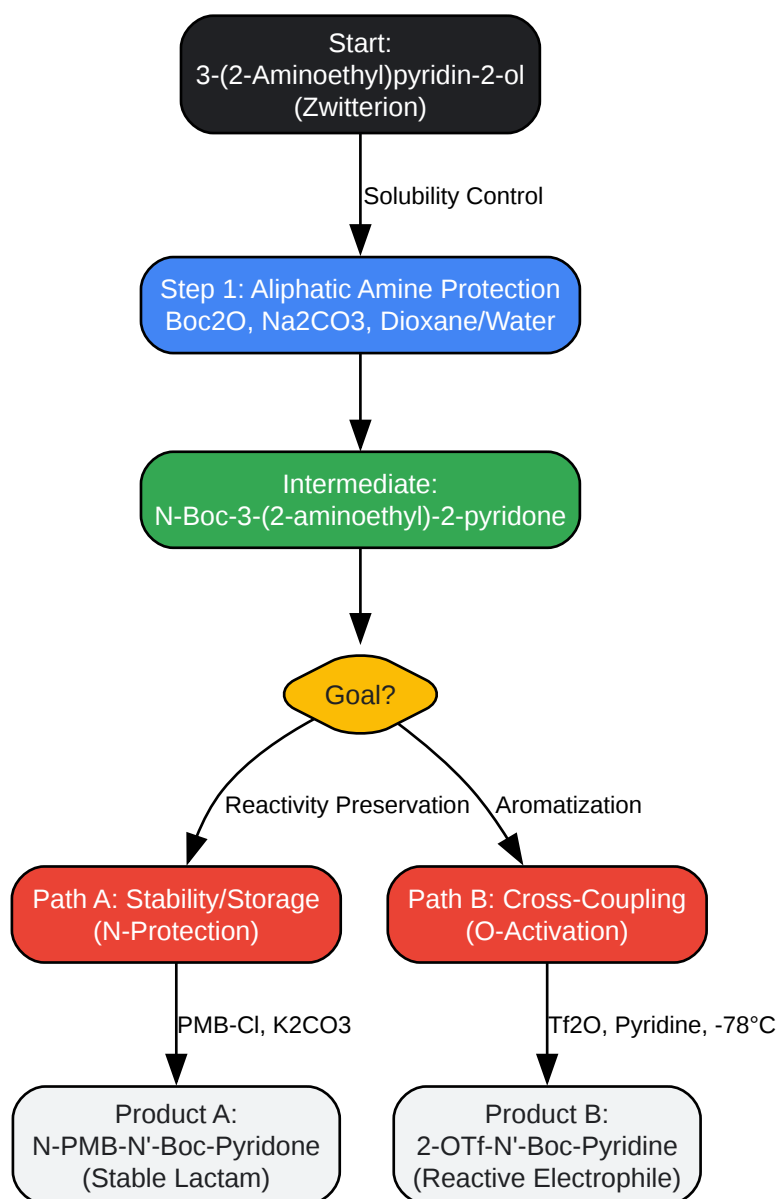 Start:
3-(2-Aminoethyl)pyridin-2-ol
(Zwitterion)
Solubility Control
Step 1: Aliphatic Amine Protection
Boc2O, Na2CO3, Dioxane/Water
Intermediate:
N-Boc-3-(2-aminoethyl)-2-pyridone
Goal?
Reactivity Preservation
Aromatization
Path A: Stability/Storage
(N-Protection)
Path B: Cross-Coupling
(O-Activation)
PMB-Cl, K2CO3
Tf2O, Pyridine, -78°C
Product A:
N-PMB-N'-Boc-Pyridone
(Stable Lactam)
Product B:
2-OTf-N'-Boc-Pyridine
(Reactive Electrophile)